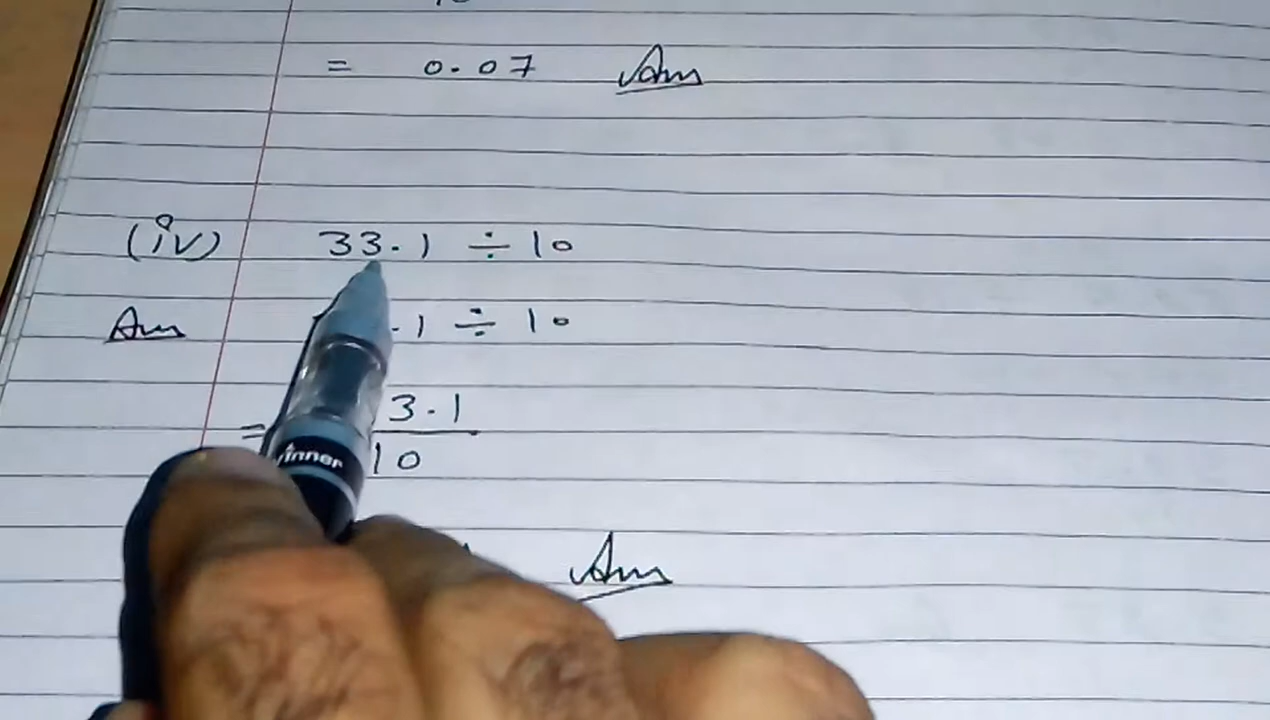 = 0.07 Ans
(iv) 33.1 ÷ 10
Ans .1 ÷ 10
= 3.1
10
Ans
inner